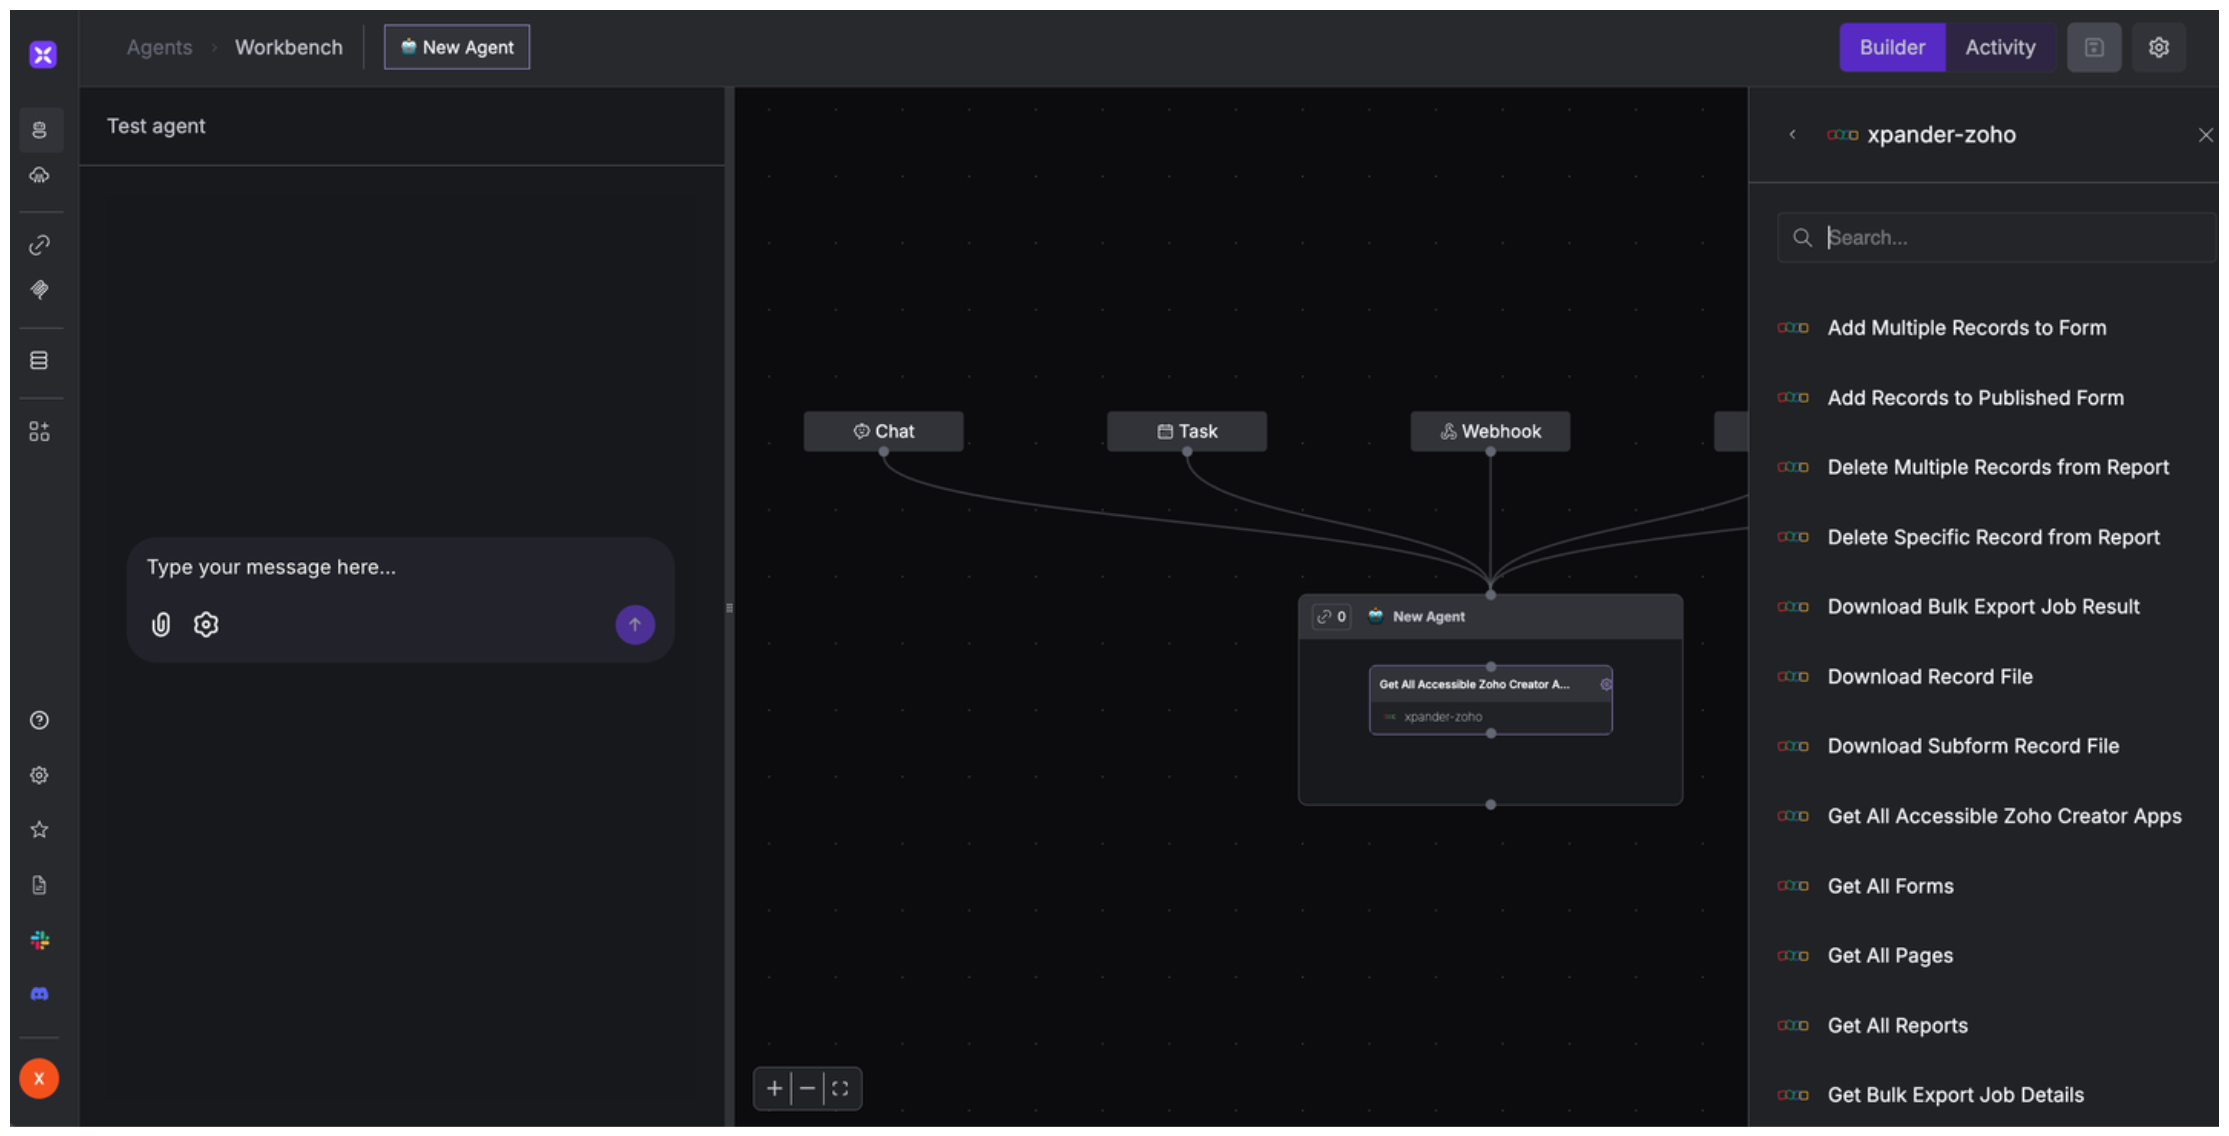 Agents > Workbench
New Agent
Builder
Activity
Test agent
Type your message here...
Chat
Task
Webhook
0
New Agent
Get All Accessible Zoho Creator A...
xpander-zoho
xpander-zoho
Search...
Add Multiple Records to Form
Add Records to Published Form
Delete Multiple Records from Report
Delete Specific Record from Report
Download Bulk Export Job Result
Download Record File
Download Subform Record File
Get All Accessible Zoho Creator Apps
Get All Forms
Get All Pages
Get All Reports
Get Bulk Export Job Details
X